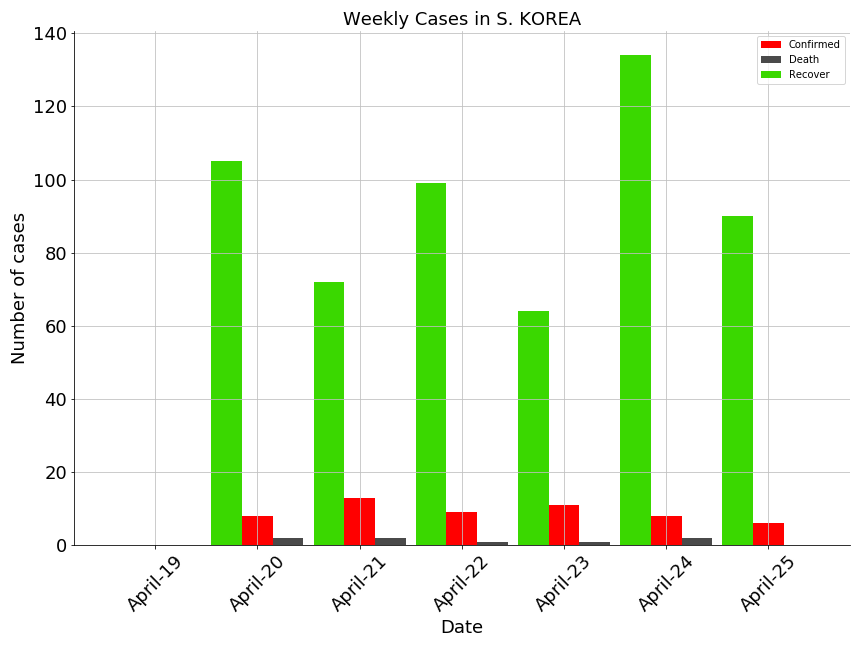 Weekly Cases in S. KOREA
Confirmed
Death
Recover
140
120
100
80
60
40
20
0
Number of cases
April-19
April-20
April-21
April-22
April-23
April-24
April-25
Date